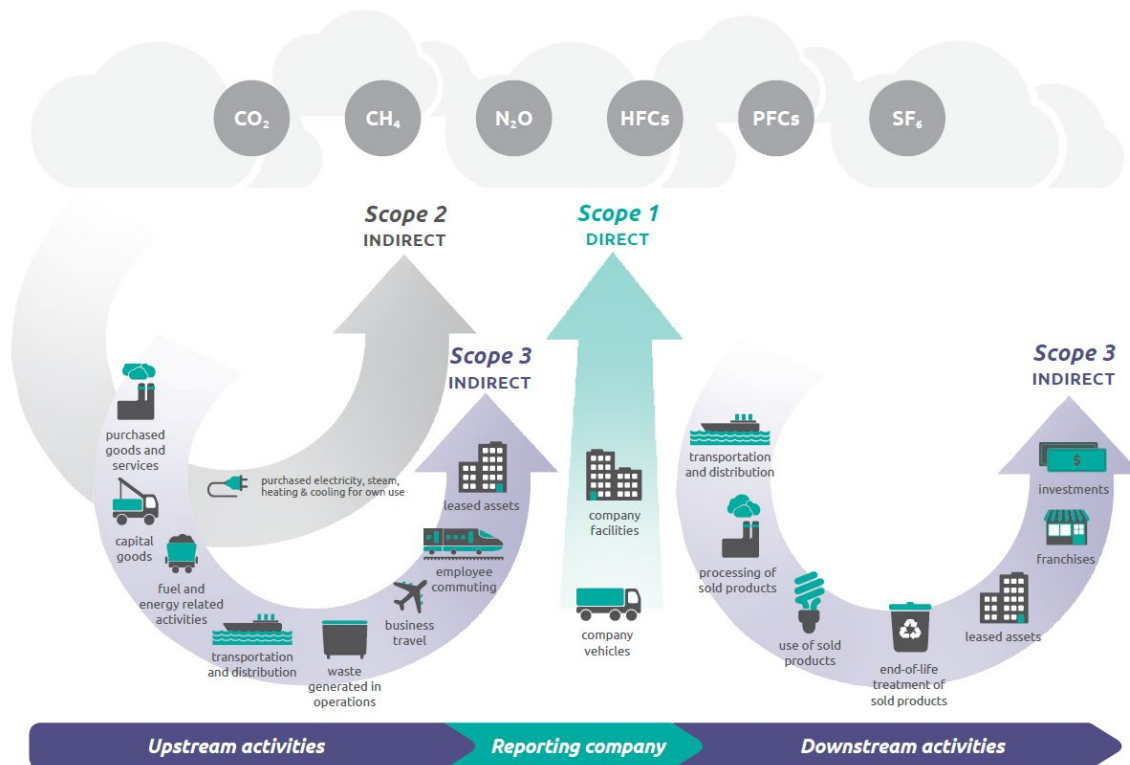 CO₂
CH₄
N₂O
HFCs
PFCs
SF₆
Scope 2
INDIRECT
Scope 1
DIRECT
Scope 3
INDIRECT
Scope 3
INDIRECT
purchased
goods and
services
capital
goods
fuel and
energy related
activities
transportation
and distribution
waste
generated in
operations
business
travel
employee
commuting
leased assets
purchased electricity, steam,
heating & cooling for own use
company
facilities
company
vehicles
transportation
and distribution
processing of
sold products
use of sold
products
end-of-life
treatment of
sold products
leased assets
franchises
$
investments
Upstream activities
Reporting company
Downstream activities